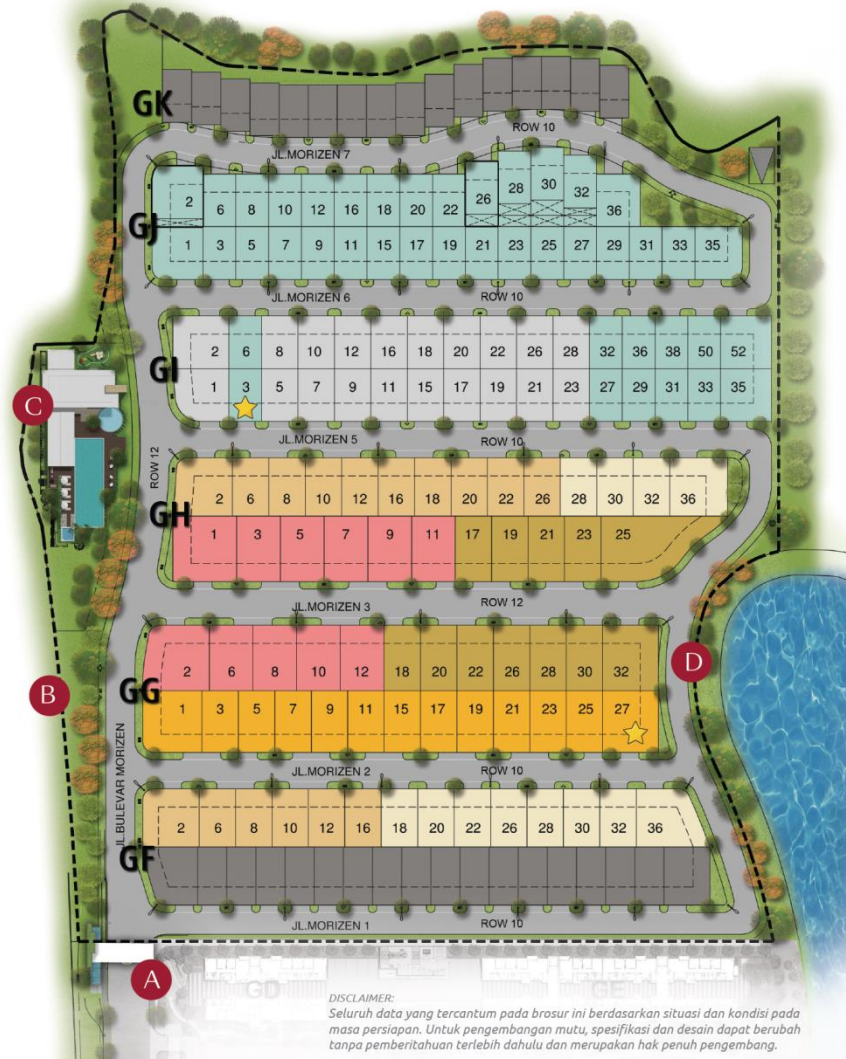 GK
ROW 10
JL.MORIZEN 7
2 6 8 10 12 16 18 20 22 26 28 30 32 36
GJ
1 3 5 7 9 11 15 17 19 21 23 25 27 29 31 33 35
JL.MORIZEN 6 ROW 10
2 6 8 10 12 16 18 20 22 26 28 32 36 38 50 52
GI
1 3 5 7 9 11 15 17 19 21 23 27 29 31 33 35
C
JL.MORIZEN 5 ROW 10
ROW 12
2 6 8 10 12 16 18 20 22 26 28 30 32 36
GH
1 3 5 7 9 11 17 19 21 23 25
JL.MORIZEN 3 ROW 12
2 6 8 10 12 18 20 22 26 28 30 32
D
GG
B
1 3 5 7 9 11 15 17 19 21 23 25 27
JL.MORIZEN 2 ROW 10
JL.BULEVAR MORIZEN
2 6 8 10 12 16 18 20 22 26 28 30 32 36
GF
JL.MORIZEN 1 ROW 10
A
GD GE
DISCLAIMER:
Seluruh data yang tercantum pada brosur ini berdasarkan situasi dan kondisi pada
masa persiapan. Untuk pengembangan mutu, spesifikasi dan desain dapat berubah
tanpa pemberitahuan terlebih dahulu dan merupakan hak penuh pengembang.